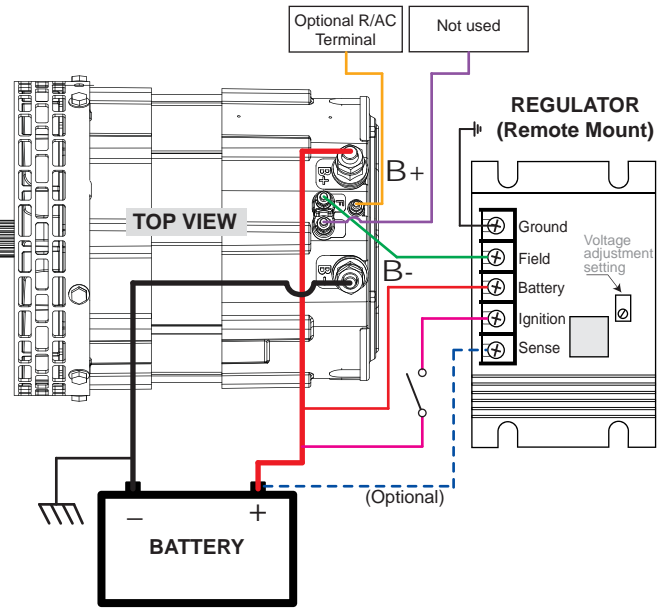 Optional R/AC
Terminal
Not used
REGULATOR
(Remote Mount)
B+
B+
F
TOP VIEW
B-
B-
Ground
Field
Battery
Ignition
Sense
Voltage
adjustment
setting
(Optional)
– +
BATTERY